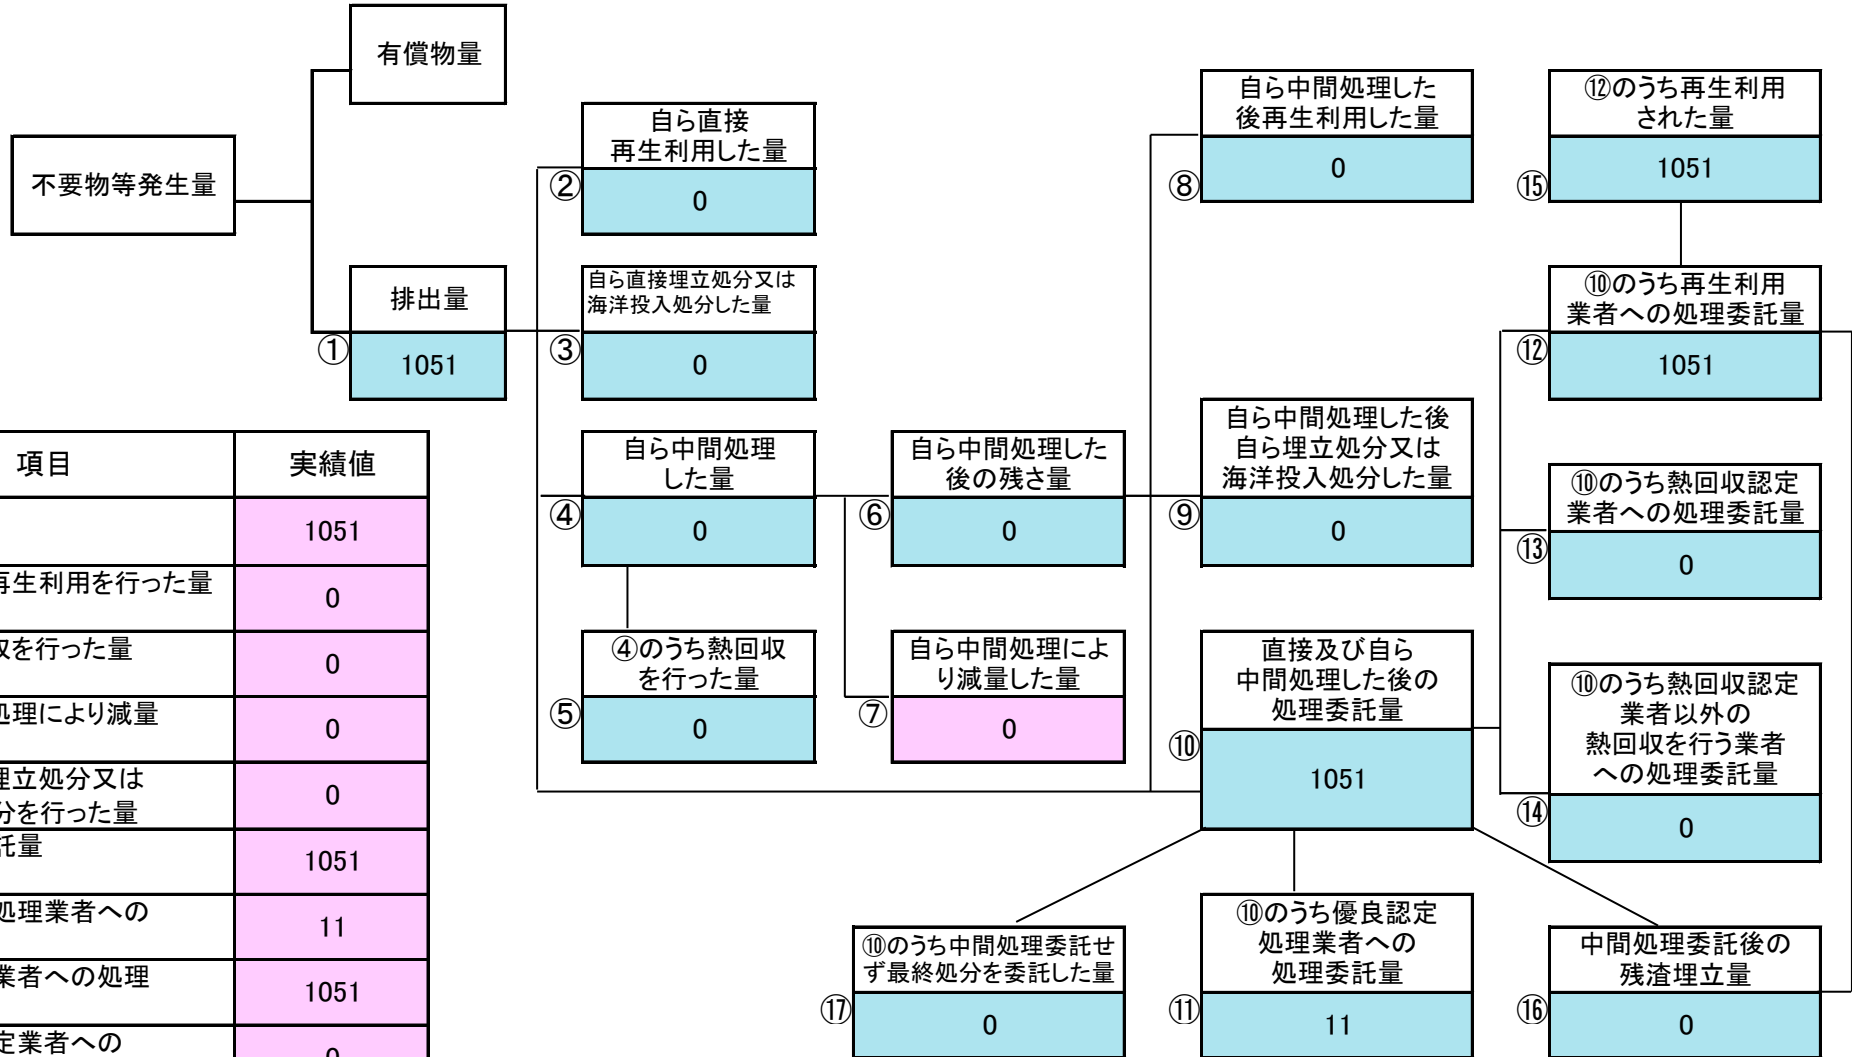 有償物量
不要物等発生量
排出量
①
1051
自ら直接
再生利用した量
②
0
自ら直接埋立処分又は
海洋投入処分した量
③
0
自ら中間処理
した量
④
0
④のうち熱回収
を行った量
⑤
0
自ら中間処理した
後の残さ量
⑥
0
自ら中間処理によ
り減量した量
⑦
0
自ら中間処理した
後再生利用した量
⑧
0
自ら中間処理した後
自ら埋立処分又は
海洋投入処分した量
⑨
0
直接及び自ら
中間処理した後の
処理委託量
⑩
1051
⑩のうち優良認定
処理業者への
処理委託量
⑪
11
⑫のうち再生利用
された量
⑮
1051
⑩のうち再生利用
業者への処理委託量
⑫
1051
⑩のうち熱回収認定
業者への処理委託量
⑬
0
⑩のうち熱回収認定
業者以外の
熱回収を行う業者
への処理委託量
⑭
0
⑩のうち中間処理委託せ
ず最終処分を委託した量
⑰
0
中間処理委託後の
残渣埋立量
⑯
0
項目 実績値
1051
再生利用を行った量 0
収を行った量 0
処理により減量 0
埋立処分又は
分を行った量 0
託量 1051
処理業者への 11
業者への処理 1051
定業者への 0